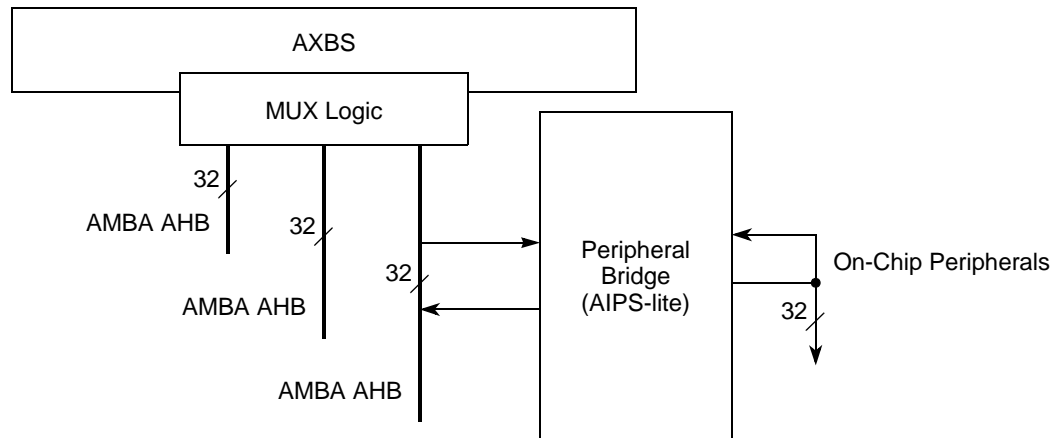 AXBS
MUX Logic
32
AMBA AHB
32
AMBA AHB
32
AMBA AHB
Peripheral
Bridge
(AIPS-lite)
On-Chip Peripherals
32